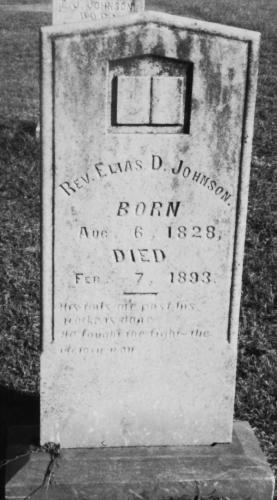 E. J. JOHNSON
REV. ELIAS D. JOHNSON.
BORN
AUG. 6, 1828,
DIED
FEB. 7, 1893.
His toils are past his
work is done
He fought the fight-the
victory won